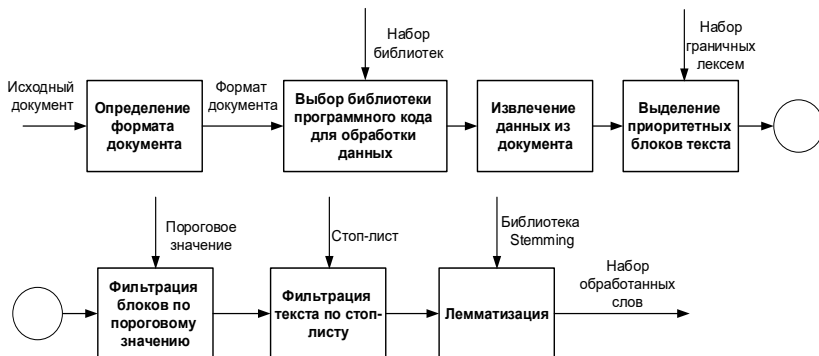 Набор
библиотек
Набор
граничных
лексем
Исходный
документ
Определение
формата
документа
Формат
документа
Выбор библиотеки
программного кода
для обработки
данных
Извлечение
данных из
документа
Выделение
приоритетных
блоков текста
Пороговое
значение
Стоп-лист
Библиотека
Stemming
Фильтрация
блоков по
пороговому
значению
Фильтрация
текста по стоп-
листу
Лемматизация
Набор
обработанных
слов